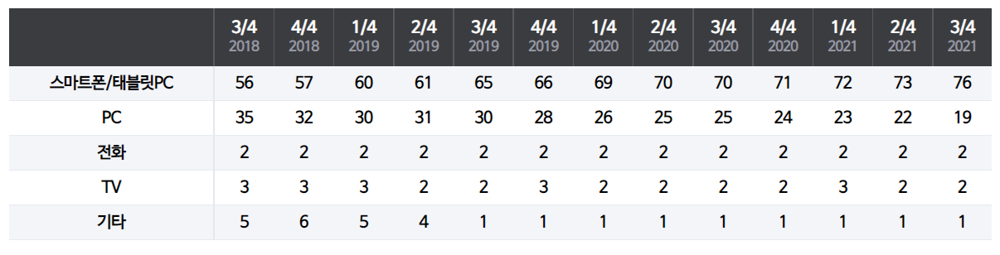 3/4 4/4 1/4 2/4 3/4 4/4 1/4 2/4 3/4 4/4 1/4 2/4 3/4
2018 2018 2019 2019 2019 2019 2020 2020 2020 2020 2021 2021 2021
스마트폰/태블릿PC 56 57 60 61 65 66 69 70 70 71 72 73 76
PC 35 32 30 31 30 28 26 25 25 24 23 22 19
전화 2 2 2 2 2 2 2 2 2 2 2 2 2
TV 3 3 3 2 2 3 2 2 2 2 3 2 2
기타 5 6 5 4 1 1 1 1 1 1 1 1 1